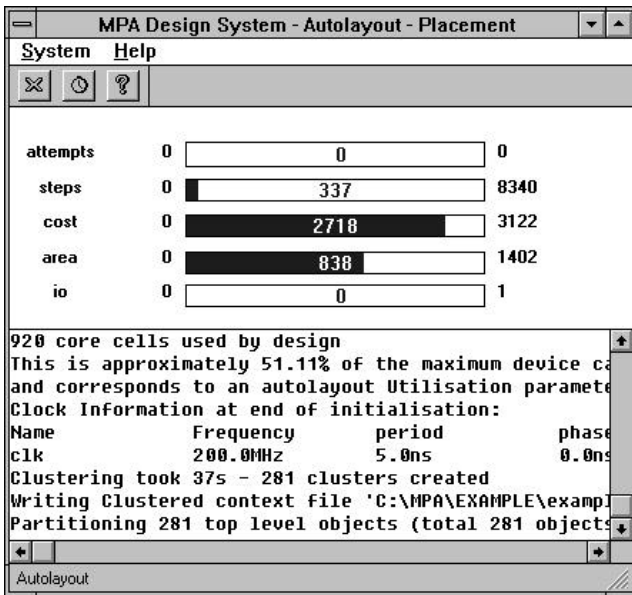 MPA Design System - Autolayout - Placement
System Help
attempts 0 0 0
steps 0 337 8340
cost 0 2718 3122
area 0 838 1402
io 0 0 1
920 core cells used by design
This is approximately 51.11% of the maximum device ca
and corresponds to an autolayout Utilisation paramete
Clock Information at end of initialisation:
Name Frequency period phase
clk 200.0MHz 5.0ns 0.0ns
Clustering took 37s - 281 clusters created
Writing Clustered context file 'C:\MPA\EXAMPLE\exampl
Partitioning 281 top level objects (total 281 objects
Autolayout